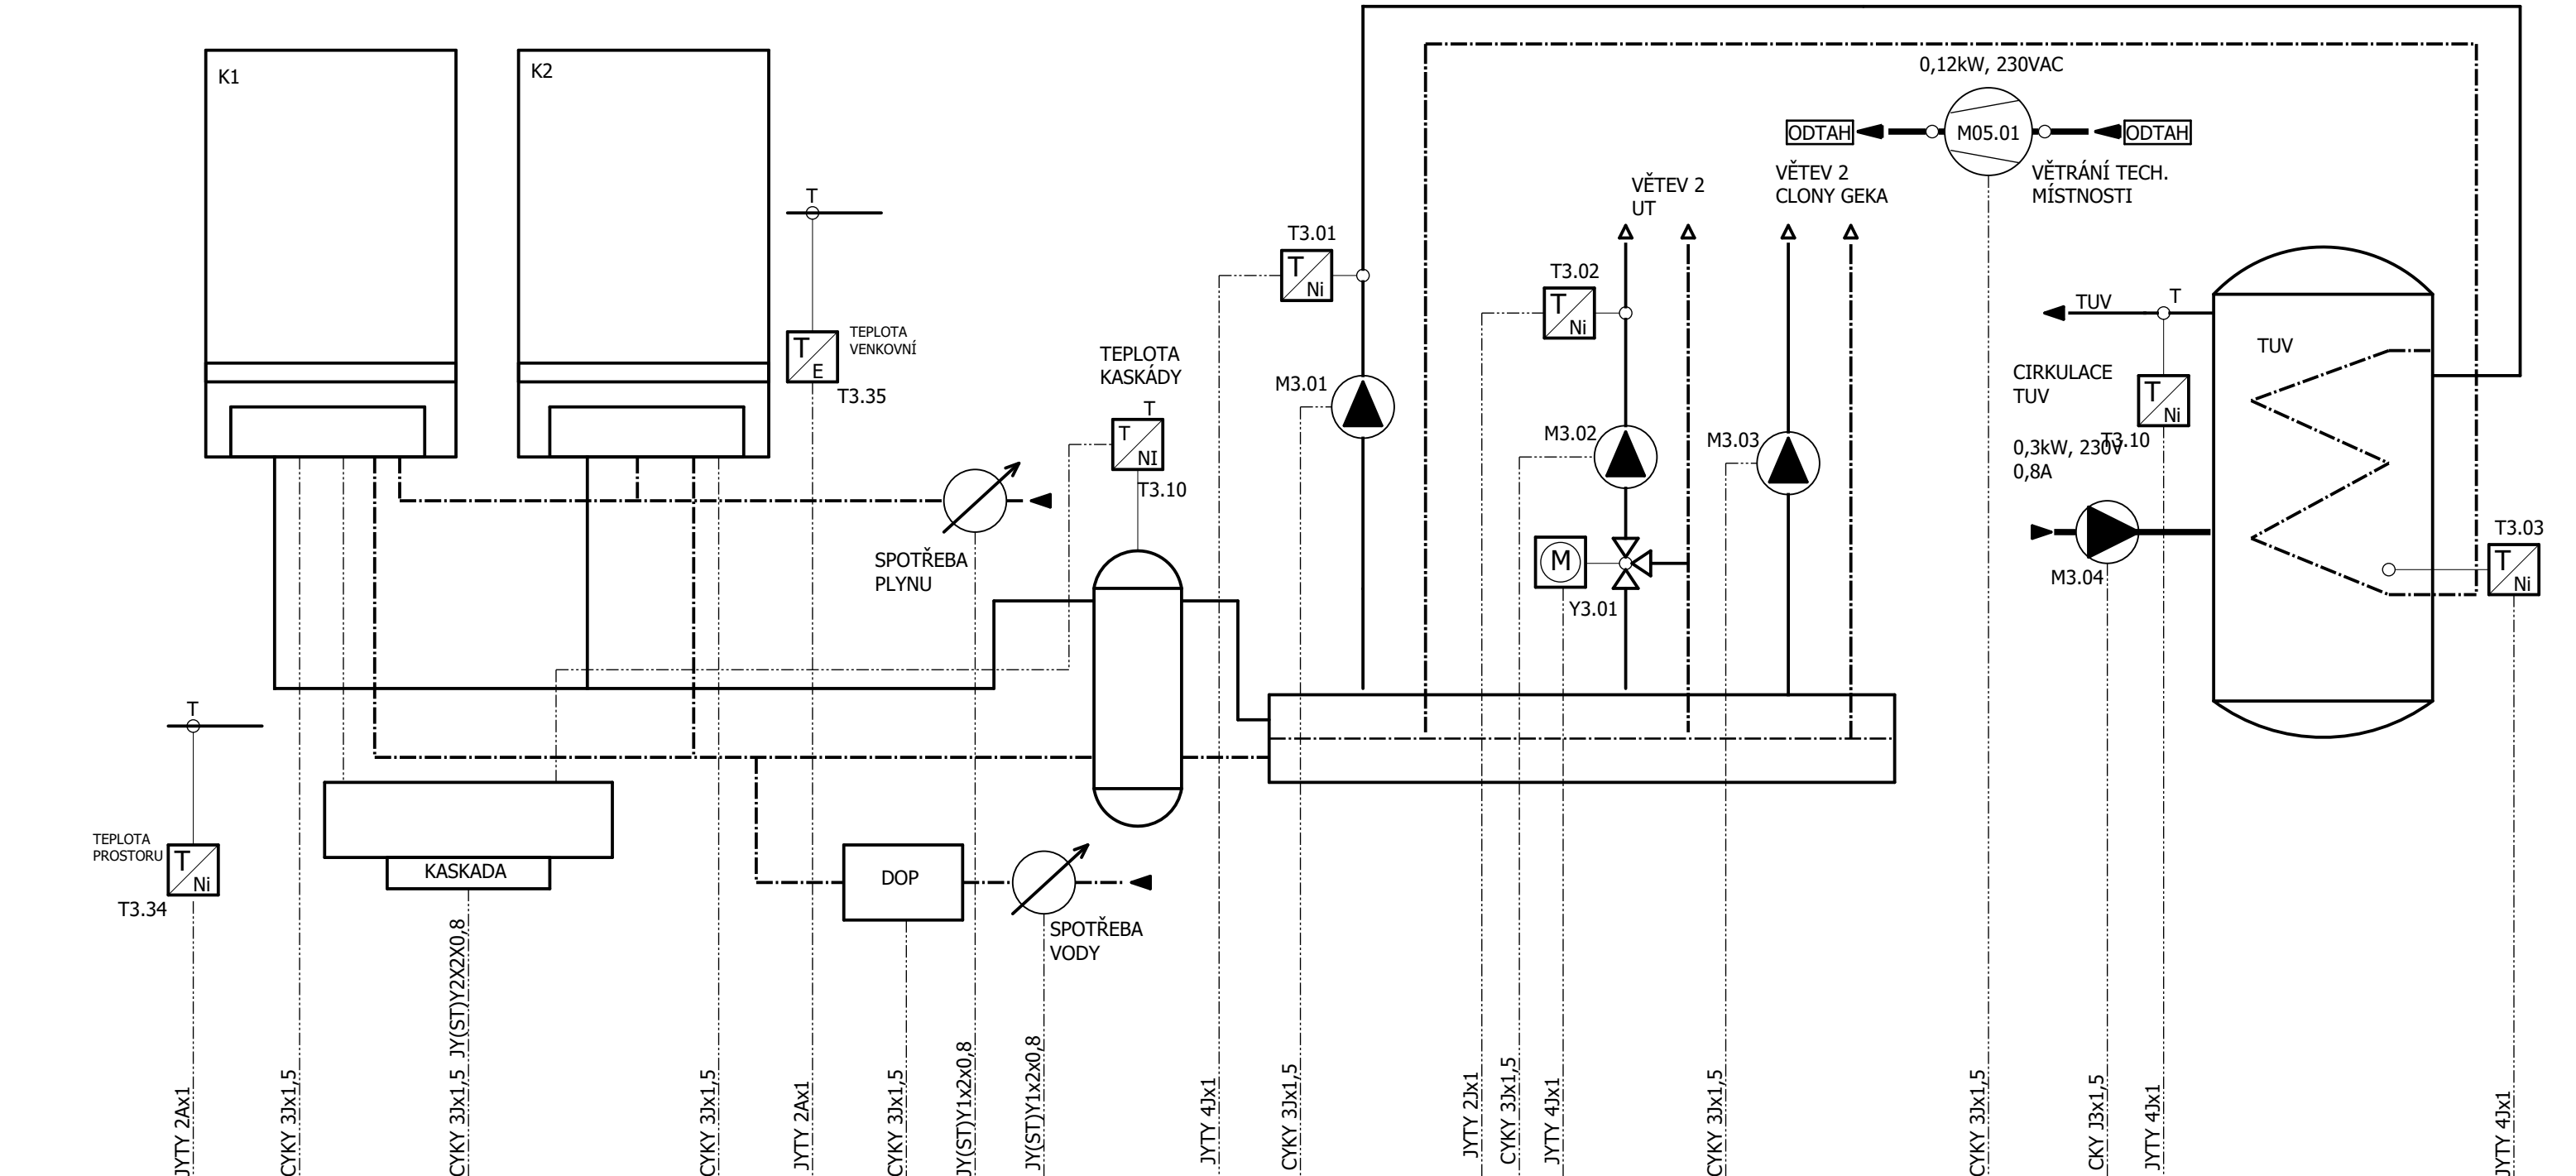 K1
K2
0,12kW, 230VAC
ODTAH
M05.01
ODTAH
VĚTRÁNÍ TECH.
MÍSTNOSTI
VĚTEV 2
UT
VĚTEV 2
CLONY GEKA
T
T
E
TEPLOTA
VENKOVNÍ
T3.35
T3.01
T
Ni
T3.02
T
Ni
TUV
T
TUV
TEPLOTA
KASKÁDY
T
T
NI
T3.10
M3.01
M3.02
M3.03
CIRKULACE
TUV
T
Ni
T3.10
0,3kW, 230V
0,8A
M3.04
T3.03
T
Ni
SPOTŘEBA
PLYNU
M
Y3.01
T
TEPLOTA
PROSTORU
T
Ni
T3.34
KASKADA
DOP
SPOTŘEBA
VODY
JYTY 2Ax1
CYKY 3Jx1,5
CYKY 3Jx1,5 JY(ST)Y2X2X0,8
CYKY 3Jx1,5
JYTY 2Ax1
CYKY 3Jx1,5
JY(ST)Y1x2x0,8
JY(ST)Y1x2x0,8
JYTY 4Jx1
CYKY 3Jx1,5
JYTY 2Jx1
CYKY 3Jx1,5
JYTY 4Jx1
CYKY 3Jx1,5
CYKY 3Jx1,5
CKY J3x1,5
JYTY 4Jx1
JYTY 4Jx1